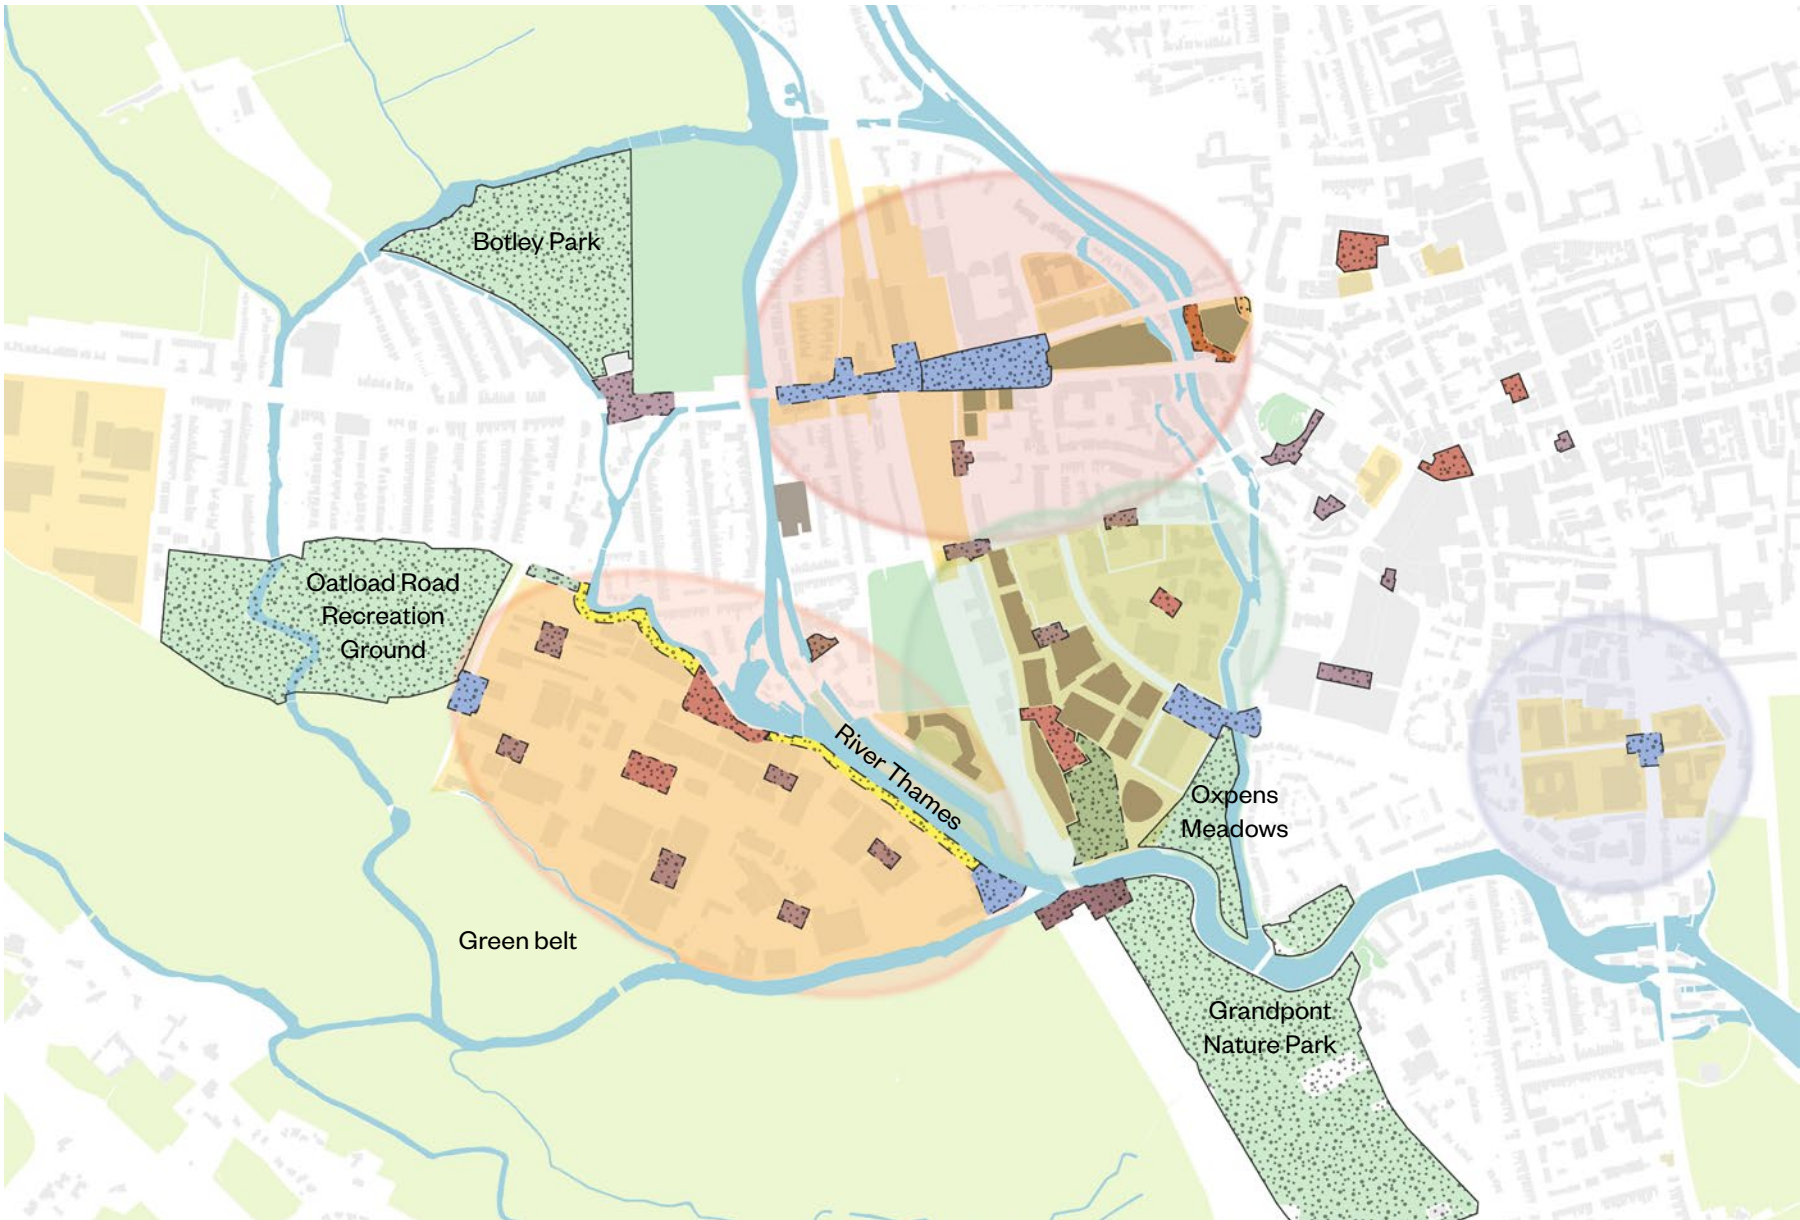 Botley Park
Oatload Road
Recreation
Ground
River Thames
Oxpens
Meadows
Green belt
Grandpont
Nature Park